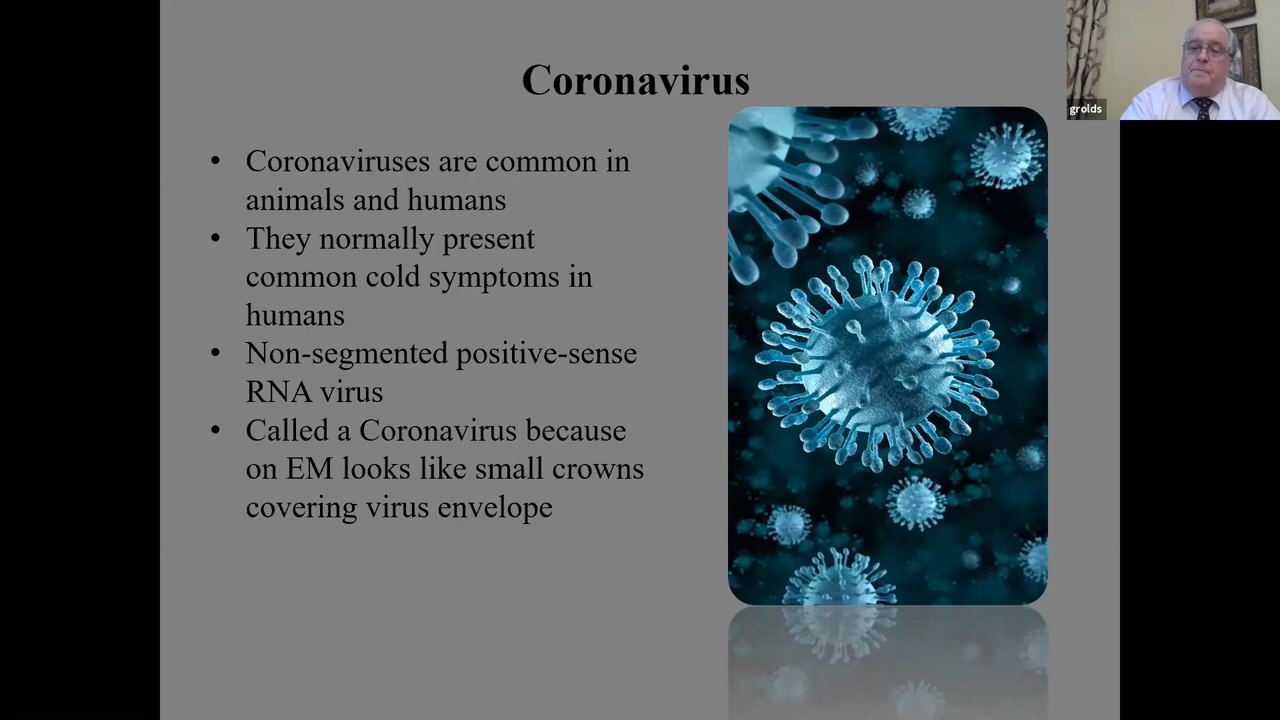 Coronavirus
grolds
• Coronaviruses are common in
animals and humans
• They normally present
common cold symptoms in
humans
• Non-segmented positive-sense
RNA virus
• Called a Coronavirus because
on EM looks like small crowns
covering virus envelope